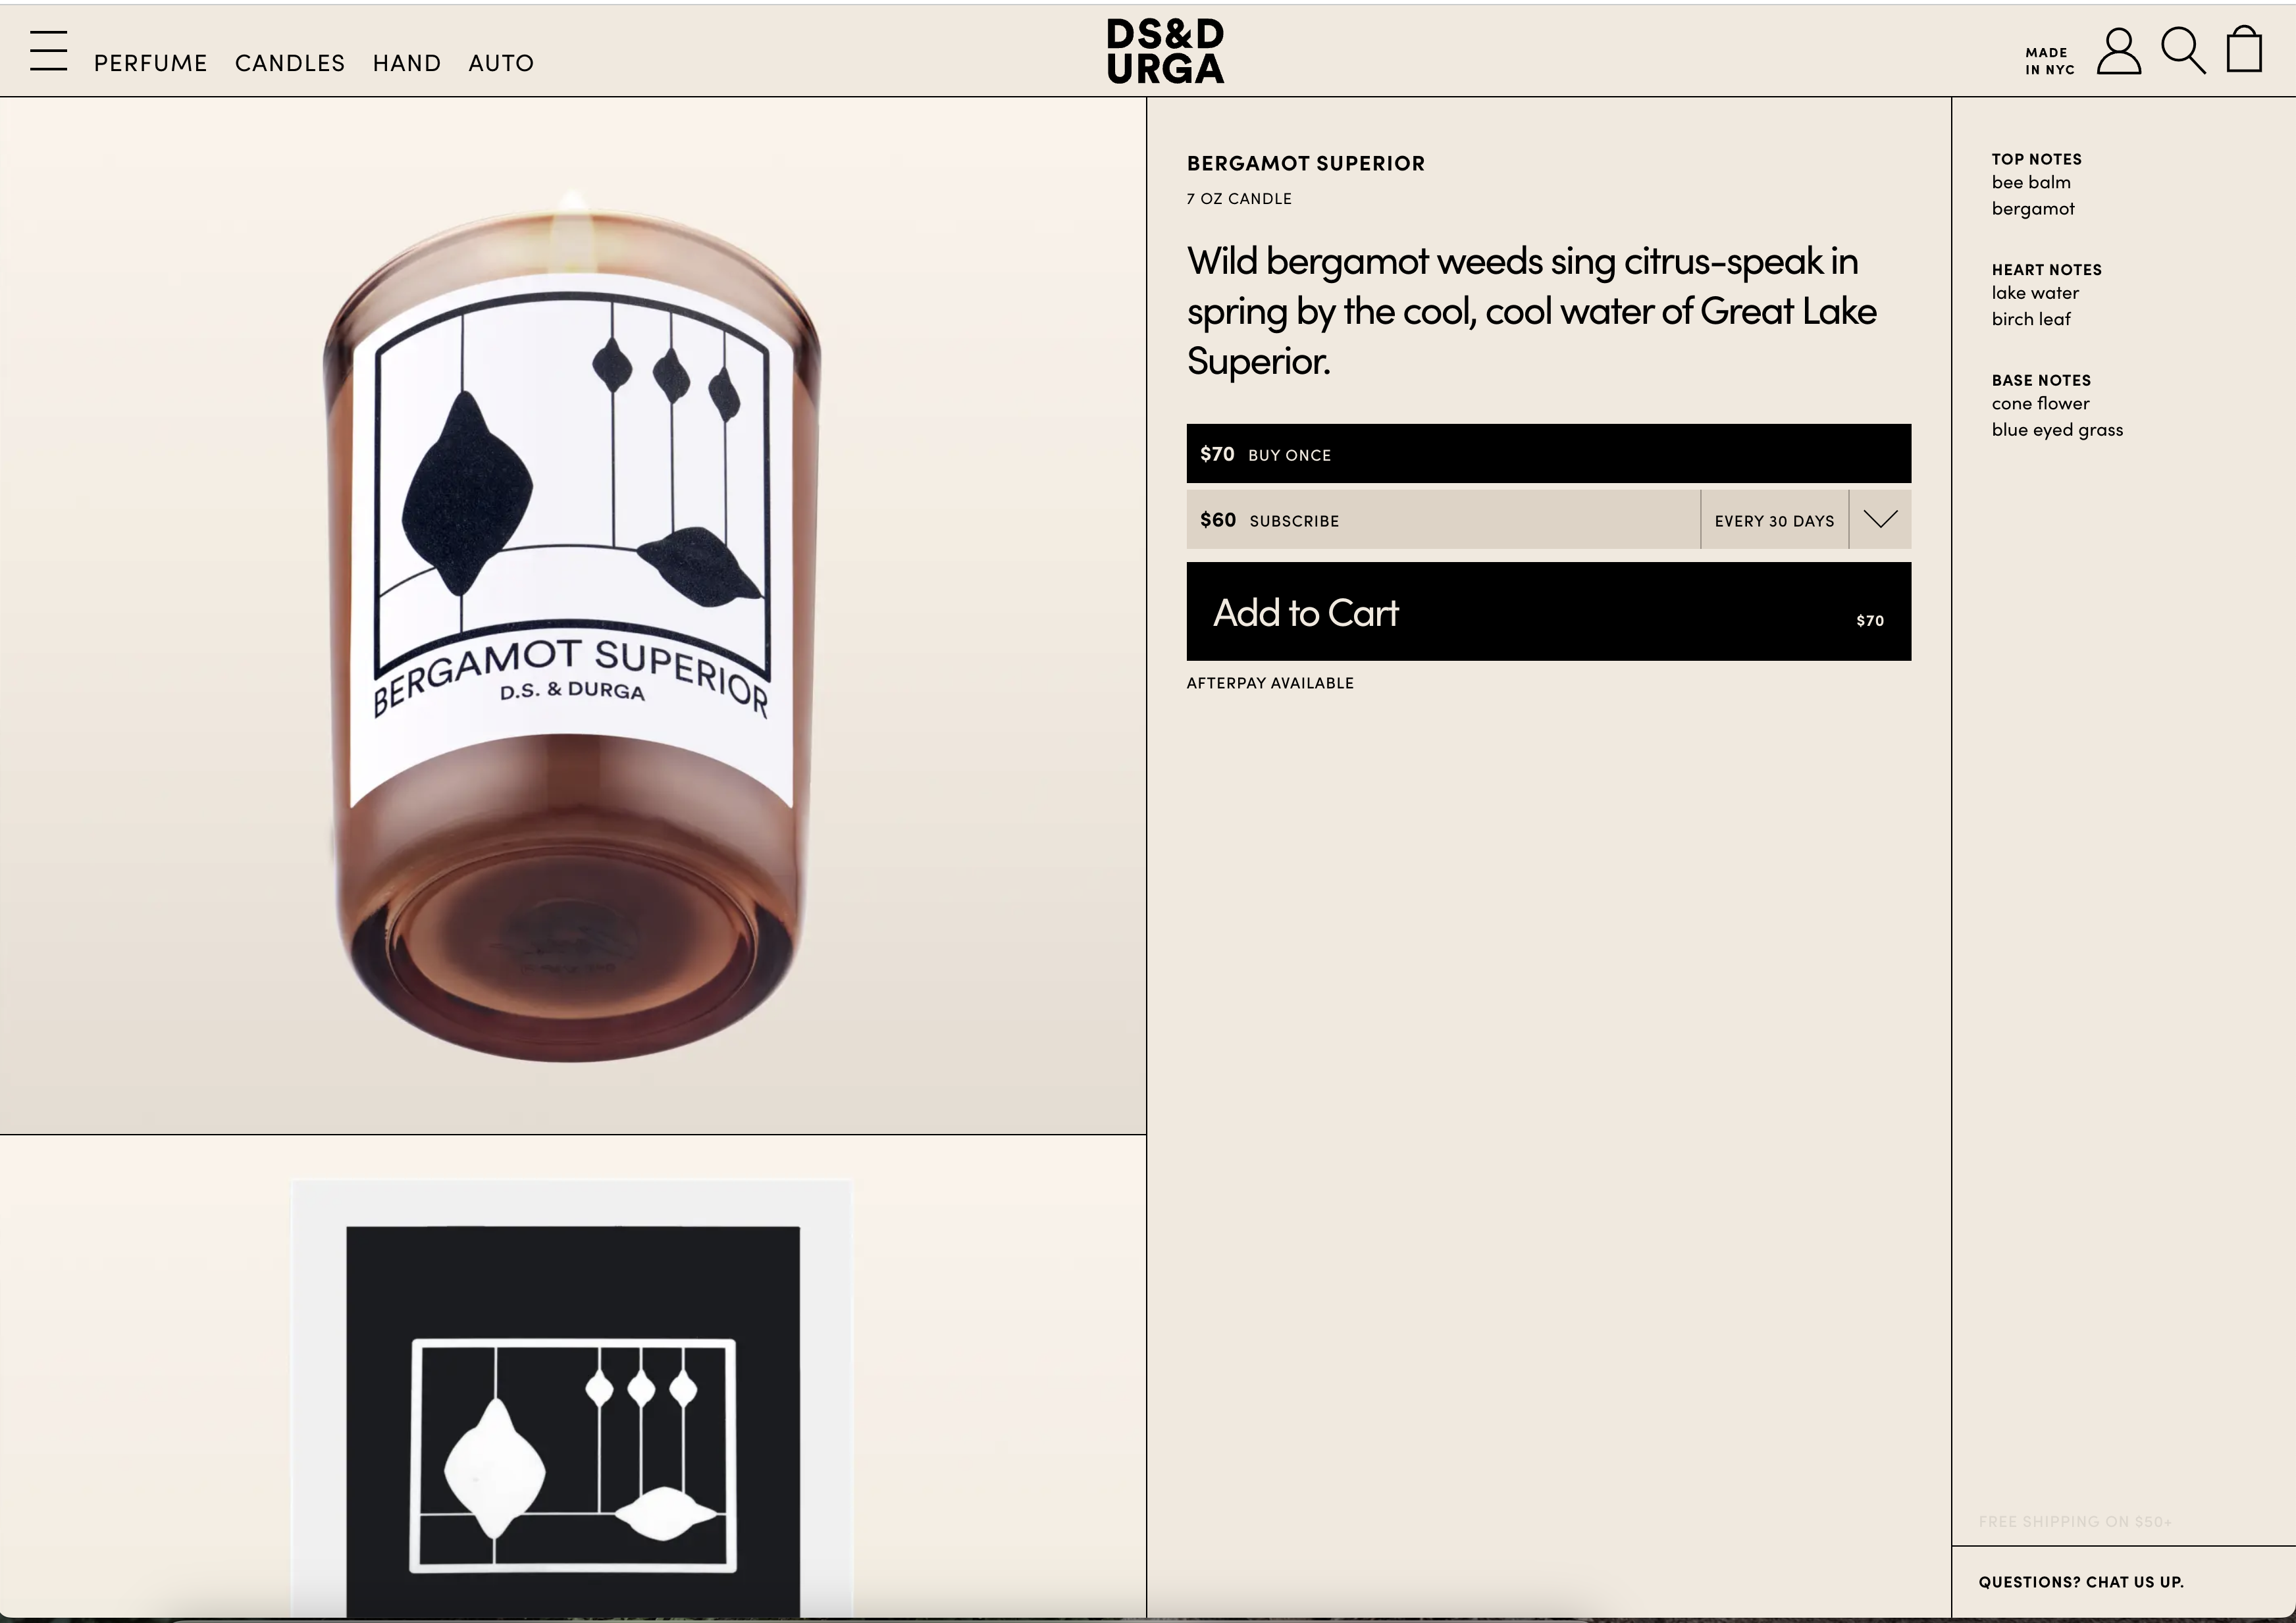 PERFUME CANDLES HAND AUTO
DS&D
URGA
MADE
IN NYC
BERGAMOT SUPERIOR
D.S. & DURGA
BERGAMOT SUPERIOR
7 OZ CANDLE
Wild bergamot weeds sing citrus-speak in
spring by the cool, cool water of Great Lake
Superior.
$70 BUY ONCE
$60 SUBSCRIBE EVERY 30 DAYS
Add to Cart $70
AFTERPAY AVAILABLE
TOP NOTES
bee balm
bergamot
HEART NOTES
lake water
birch leaf
BASE NOTES
cone flower
blue eyed grass
FREE SHIPPING ON $50+
QUESTIONS? CHAT US UP.